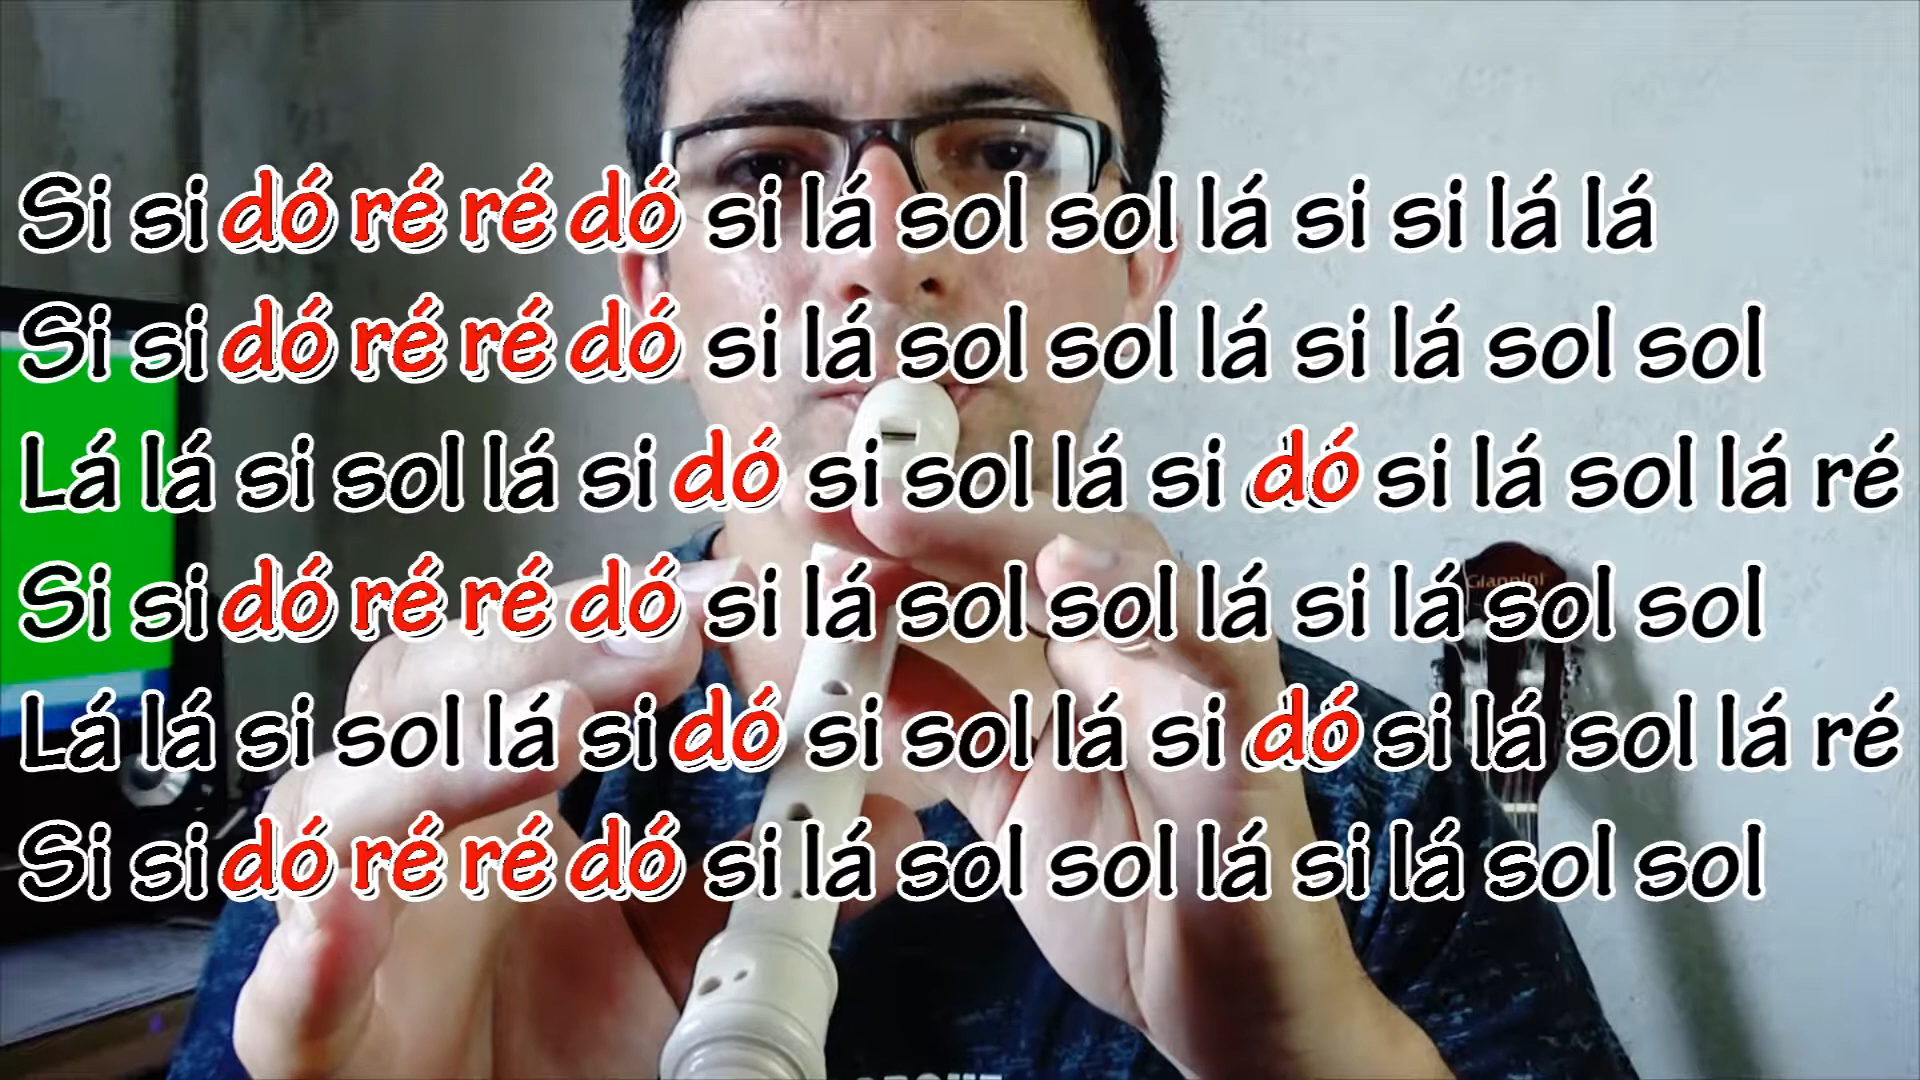 Si si dó ré ré dó si lá sol sol lá si si lá lá
Si si dó ré ré dó si lá sol sol lá si lá sol sol
Lá lá si sol lá si dó si sol lá si dó si lá sol lá ré
Si si dó ré ré dó si lá sol sol lá si lá sol sol
Lá lá si sol lá si dó si sol lá si dó si lá sol lá ré
Si si dó ré ré dó si lá sol sol lá si lá sol sol
Giannini